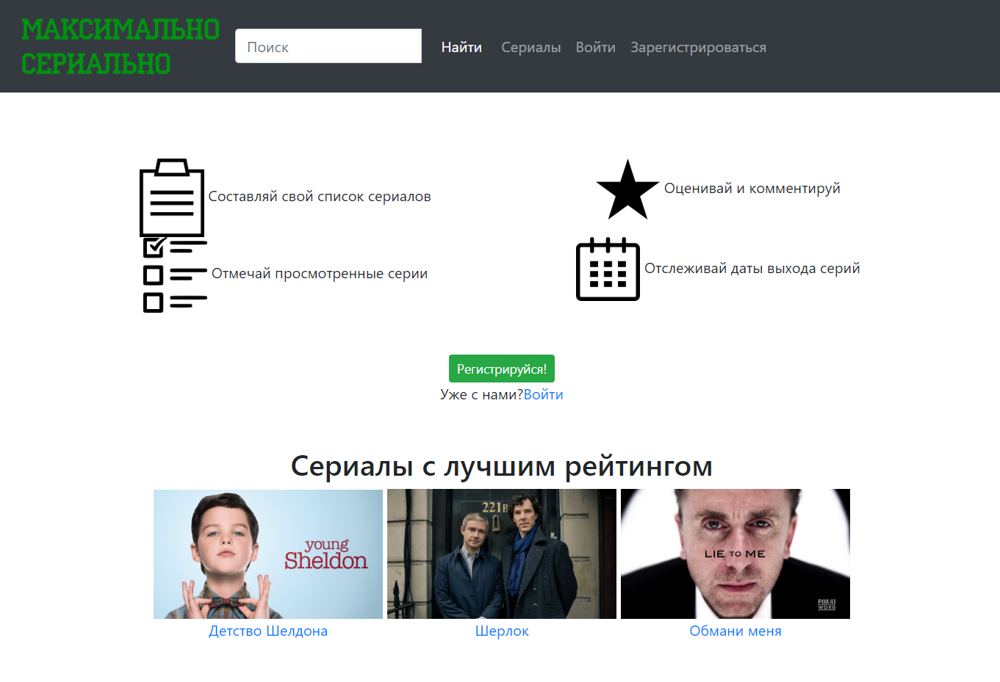 МАКСИМАЛЬНО
СЕРИАЛЬНО
Поиск
Найти
Сериалы
Войти
Зарегистрироваться
Составляй свой список сериалов
Оценивай и комментируй
Отмечай просмотренные серии
Отслеживай даты выхода серий
Регистрируйся!
Уже с нами?Войти
Сериалы с лучшим рейтингом
young
Sheldon
221B
LIE TO ME
FOX41
WDRB
Детство Шелдона
Шерлок
Обмани меня